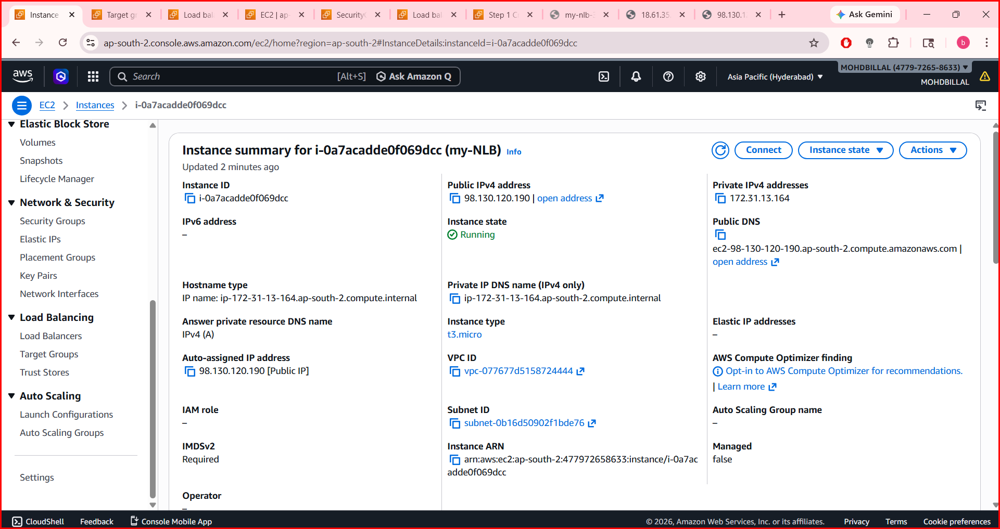 Instance
Target gr
Load bal
EC2 | ap-
Security
Load bal
Step 1 C
my-nlb-3
18.61.35.
98.130.1
Ask Gemini
ap-south-2.console.aws.amazon.com/ec2/home?region=ap-south-2#InstanceDetails:instanceId=i-0a7acadde0f069dcc
b
aws
Search
[Alt+S]
Ask Amazon Q
Asia Pacific (Hyderabad)
MOHDBILLAL (4779-7265-8633)
MOHDBILLAL
EC2
Instances
i-0a7acadde0f069dcc
Elastic Block Store
Volumes
Snapshots
Lifecycle Manager
Network & Security
Security Groups
Elastic IPs
Placement Groups
Key Pairs
Network Interfaces
Load Balancing
Load Balancers
Target Groups
Trust Stores
Auto Scaling
Launch Configurations
Auto Scaling Groups
Settings
Instance summary for i-0a7acadde0f069dcc (my-NLB) Info
Updated 2 minutes ago
Connect
Instance state
Actions
Instance ID
i-0a7acadde0f069dcc
Public IPv4 address
98.130.120.190 | open address
Private IPv4 addresses
172.31.13.164
IPv6 address
–
Instance state
Running
Public DNS
ec2-98-130-120-190.ap-south-2.compute.amazonaws.com |
open address
Hostname type
IP name: ip-172-31-13-164.ap-south-2.compute.internal
Private IP DNS name (IPv4 only)
ip-172-31-13-164.ap-south-2.compute.internal
Answer private resource DNS name
IPv4 (A)
Instance type
t3.micro
Elastic IP addresses
–
Auto-assigned IP address
98.130.120.190 [Public IP]
VPC ID
vpc-077677d5158724444
AWS Compute Optimizer finding
Opt-in to AWS Compute Optimizer for recommendations.
| Learn more
IAM role
–
Subnet ID
subnet-0b16d50902f1bde76
Auto Scaling Group name
–
IMDSv2
Required
Instance ARN
arn:aws:ec2:ap-south-2:477972658633:instance/i-0a7ac
adde0f069dcc
Managed
false
Operator
–
CloudShell
Feedback
Console Mobile App
© 2026, Amazon Web Services, Inc. or its affiliates.
Privacy
Terms
Cookie preferences